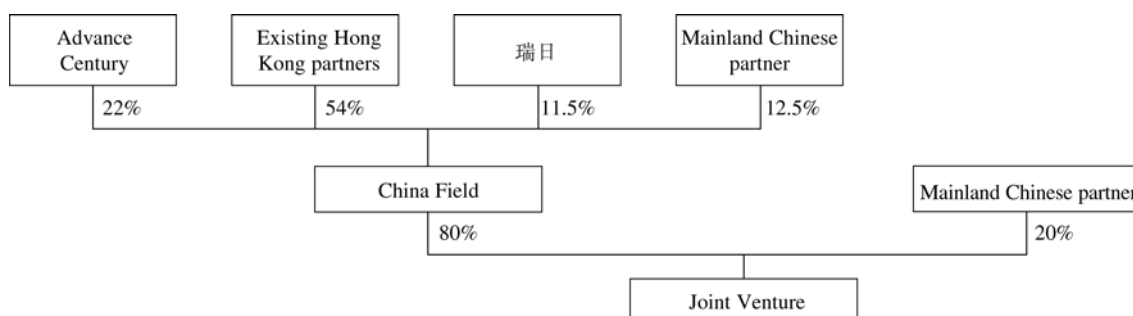 Advance
Century
Existing Hong
Kong partners
瑞日
Mainland Chinese
partner
22%
54%
11.5%
12.5%
China Field
Mainland Chinese partner
80%
20%
Joint Venture